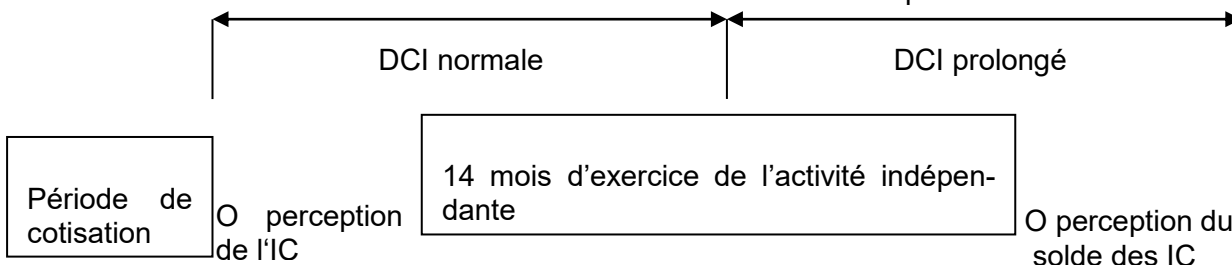 DCI normale
DCI prolongé
Période de
cotisation
O perception
de l‘IC
14 mois d’exercice de l’activité indépen-
dante
O perception du
solde des IC